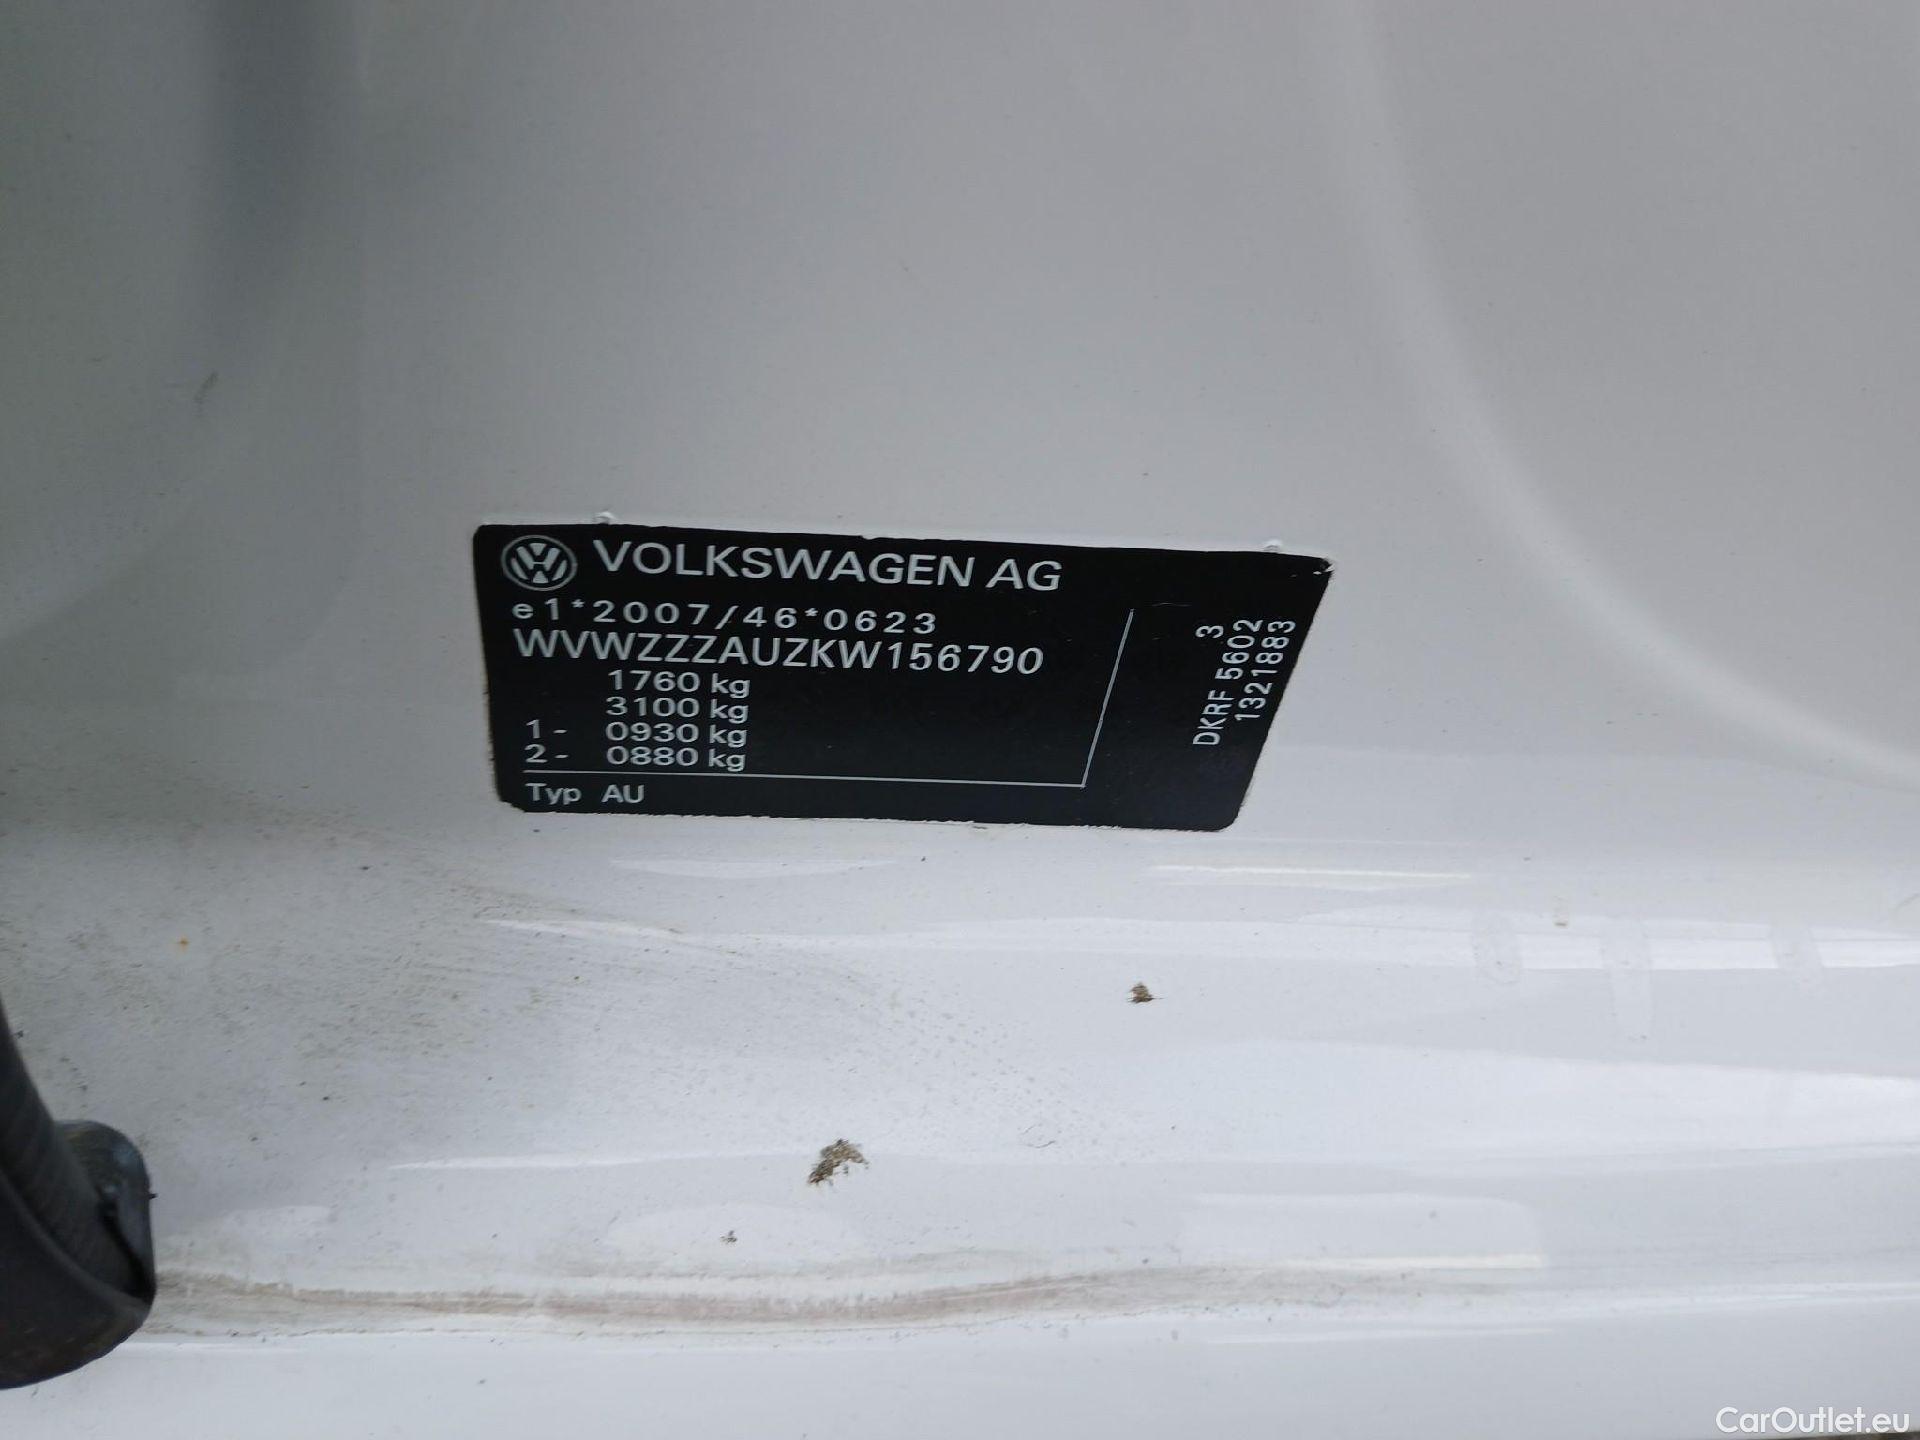 VOLKSWAGEN AG
e1*2007/46*0623
WVWZZZAUZKW156790
1760 kg
3100 kg
1- 0930 kg
2- 0880 kg
Typ AU
3
DKRF 5602
1321883
CarOutlet.eu